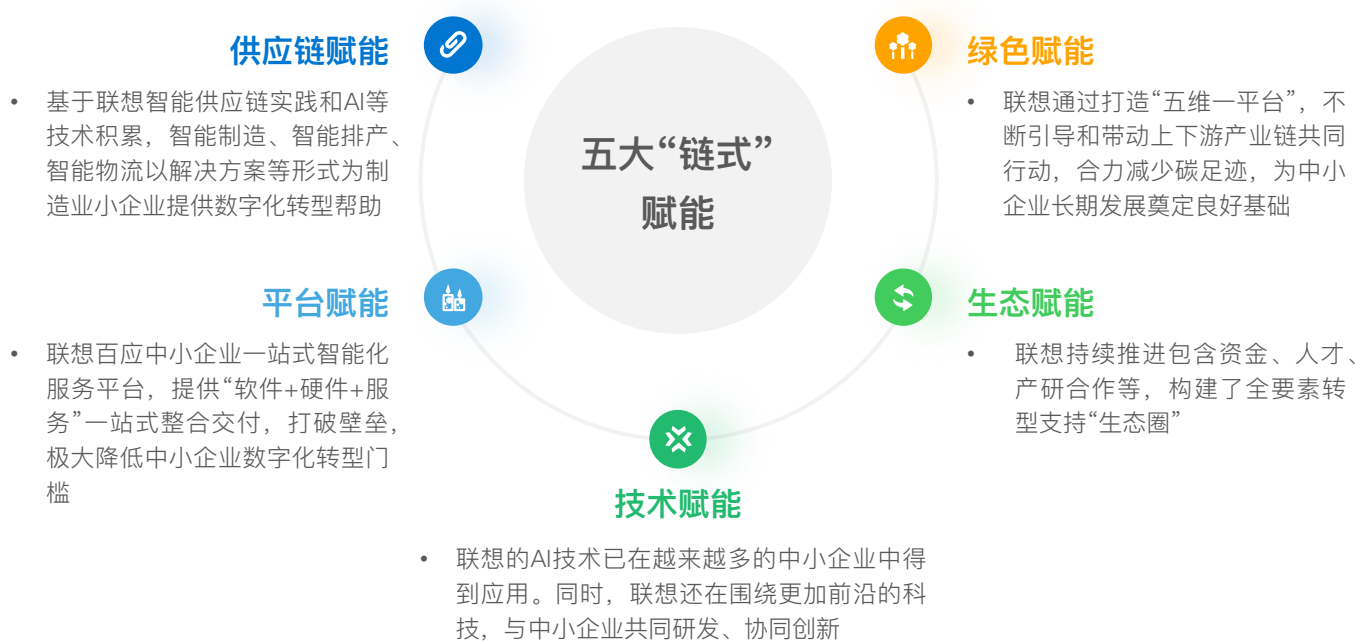 五大“链式”
赋能
供应链赋能
• 基于联想智能供应链实践和AI等
技术积累，智能制造、智能排产、
智能物流以解决方案等形式为制
造业小企业提供数字化转型帮助
平台赋能
• 联想百应中小企业一站式智能化
服务平台，提供“软件+硬件+服
务”一站式整合交付，打破壁垒，
极大降低中小企业数字化转型门
槛
技术赋能
• 联想的AI技术已在越来越多的中小企业中得
到应用。同时，联想还在围绕更加前沿的科
技，与中小企业共同研发、协同创新
绿色赋能
• 联想通过打造“五维一平台”，不
断引导和带动上下游产业链共同
行动，合力减少碳足迹，为中小
企业长期发展奠定良好基础
生态赋能
• 联想持续推进包含资金、人才、
产研合作等，构建了全要素转
型支持“生态圈”